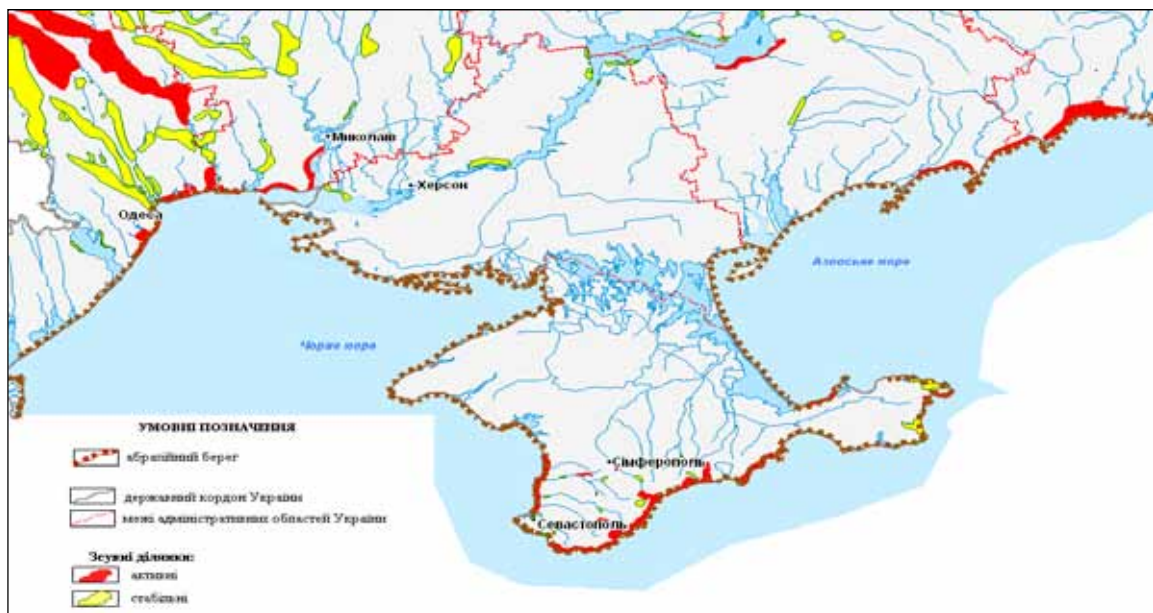 Миколаїв
Херсон
Одеса
Азовське море
Чорне море
УМОВНІ ПОЗНАЧЕННЯ
абразійний берег
Сімферополь
державний кордон України
межі адміністративних областей України
Севастополь
Зсувні ділянки:
активні
стабільні